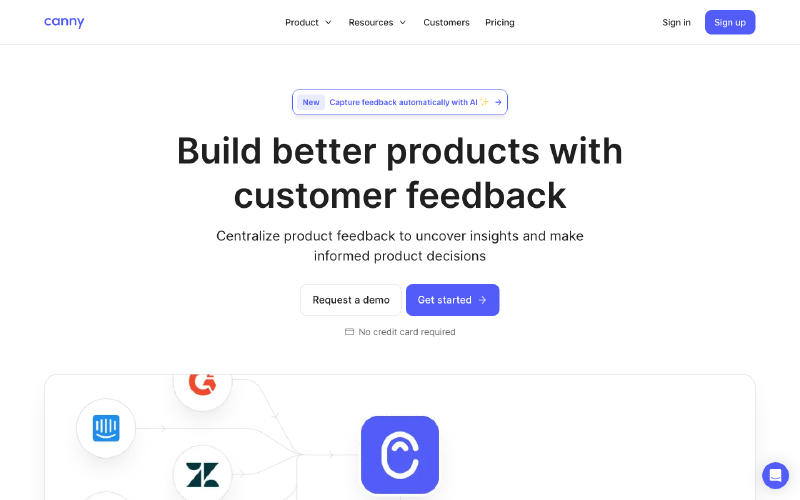 canny
Product
Resources
Customers
Pricing
Sign in
Sign up
New
Capture feedback automatically with AI ✨ →
Build better products with
customer feedback
Centralize product feedback to uncover insights and make
informed product decisions
Request a demo
Get started →
No credit card required